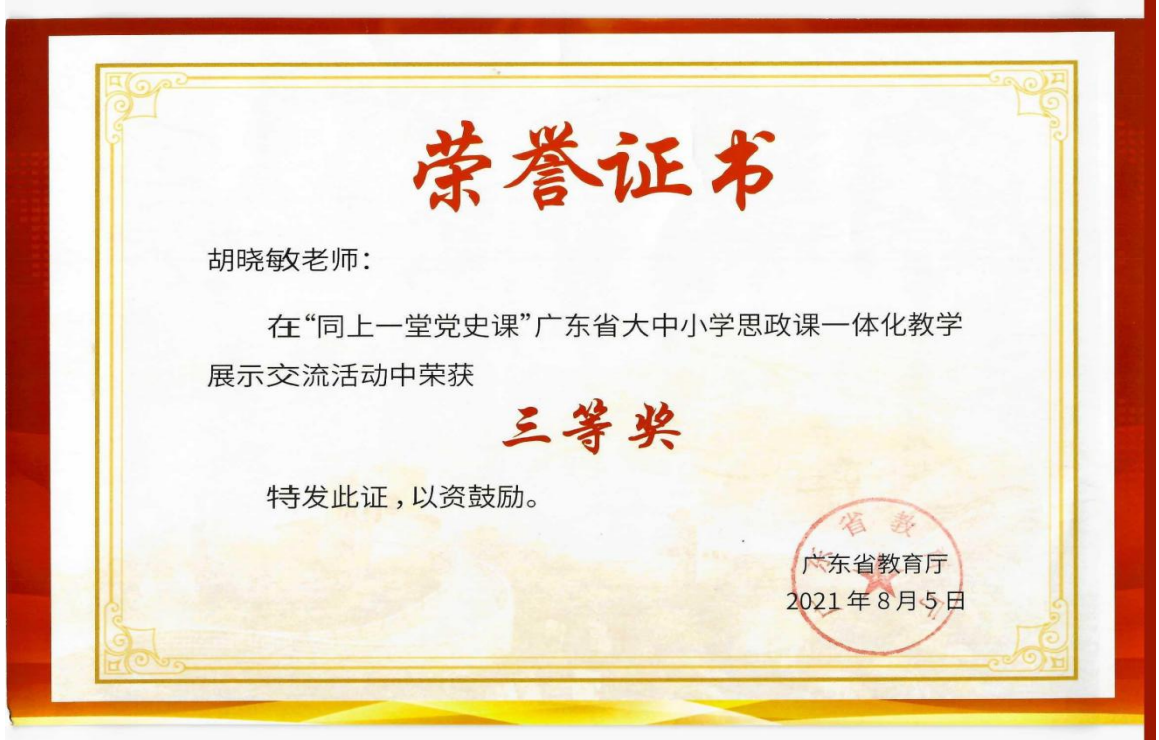 荣誉证书
胡晓敏老师：
在“同上一堂党史课”广东省大中小学思政课一体化教学
展示交流活动中荣获
三等奖
特发此证，以资鼓励。
广东省教育厅
2021年8月5日